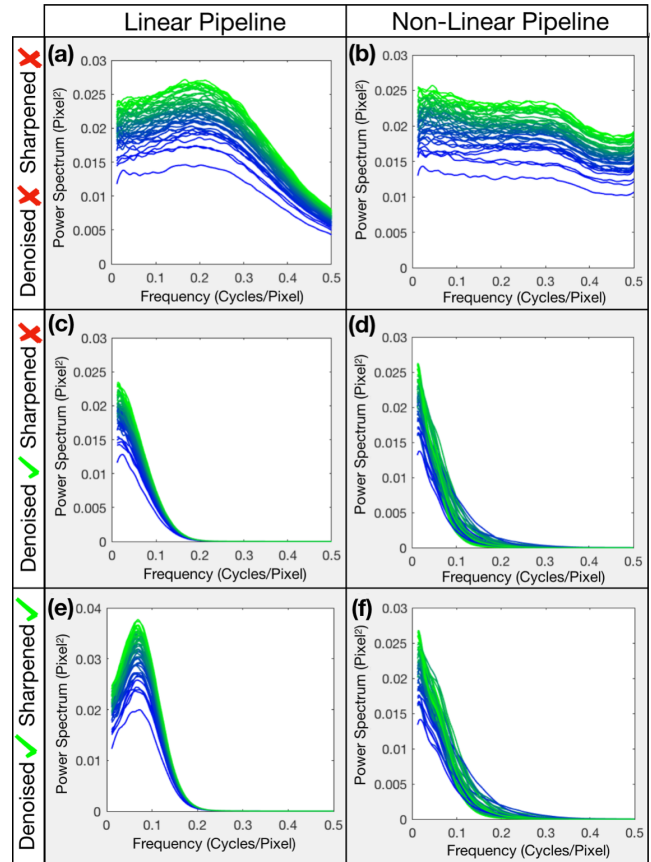 Linear Pipeline
Non-Linear Pipeline
Denoised ✗ Sharpened ✗
(a)
Power Spectrum (Pixel²)
0.03
0.025
0.02
0.015
0.01
0.005
0
0 0.1 0.2 0.3 0.4 0.5
Frequency (Cycles/Pixel)
(b)
Power Spectrum (Pixel²)
0.03
0.025
0.02
0.015
0.01
0.005
0
0 0.1 0.2 0.3 0.4 0.5
Frequency (Cycles/Pixel)
Denoised ✓ Sharpened ✗
(c)
Power Spectrum (Pixel²)
0.03
0.025
0.02
0.015
0.01
0.005
0
0 0.1 0.2 0.3 0.4 0.5
Frequency (Cycles/Pixel)
(d)
Power Spectrum (Pixel²)
0.03
0.025
0.02
0.015
0.01
0.005
0
0 0.1 0.2 0.3 0.4 0.5
Frequency (Cycles/Pixel)
Denoised ✓ Sharpened ✓
(e)
Power Spectrum (Pixel²)
0.04
0.03
0.02
0.01
0
0 0.1 0.2 0.3 0.4 0.5
Frequency (Cycles/Pixel)
(f)
Power Spectrum (Pixel²)
0.03
0.025
0.02
0.015
0.01
0.005
0
0 0.1 0.2 0.3 0.4 0.5
Frequency (Cycles/Pixel)